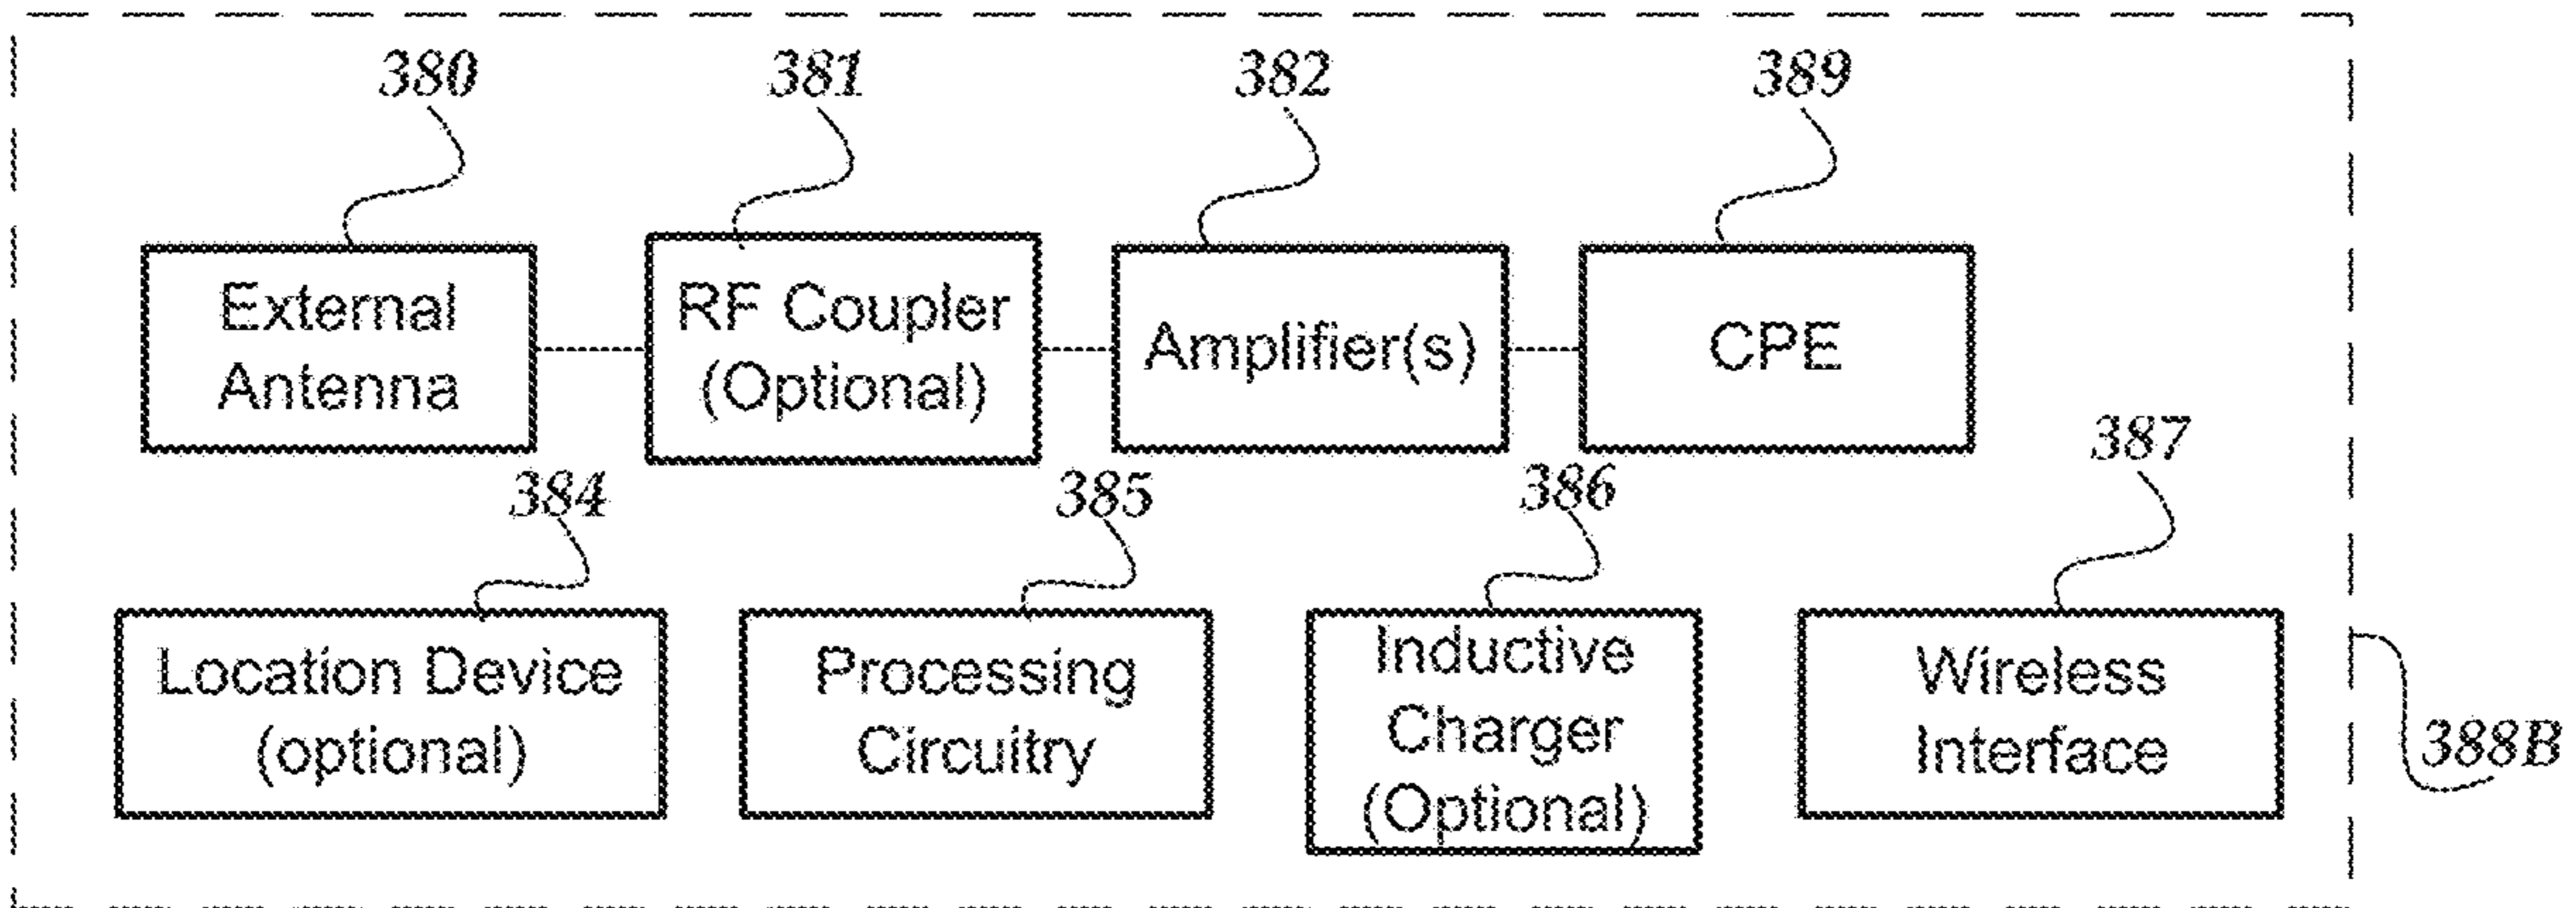 380
381
382
389
External
Antenna
RF Coupler
(Optional)
Amplifier(s)
CPE
384
385
386
387
Location Device
(optional)
Processing
Circuitry
Inductive
Charger
(Optional)
Wireless
Interface
388B